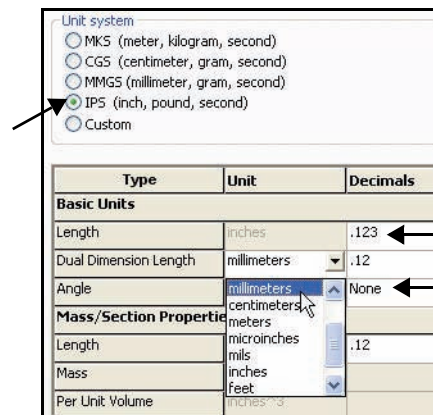 Unit system
MKS (meter, kilogram, second)
CGS (centimeter, gram, second)
MMGS (millimeter, gram, second)
IPS (inch, pound, second)
Custom
Type Unit Decimals
Basic Units
Length inches .123
Dual Dimension Length millimeters .12
Angle None
millimeters
centimeters
meters
microinches
mils
inches
feet
Mass/Section Propertie
Length .12
Mass
Per Unit Volume inches^3